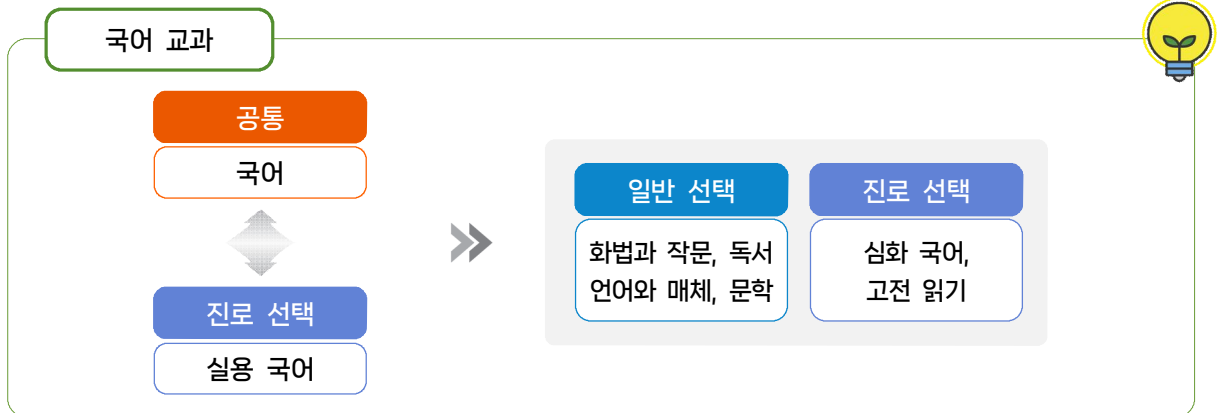 국어 교과
공통
국어
진로 선택
실용 국어
일반 선택
화법과 작문, 독서
언어와 매체, 문학
진로 선택
심화 국어,
고전 읽기